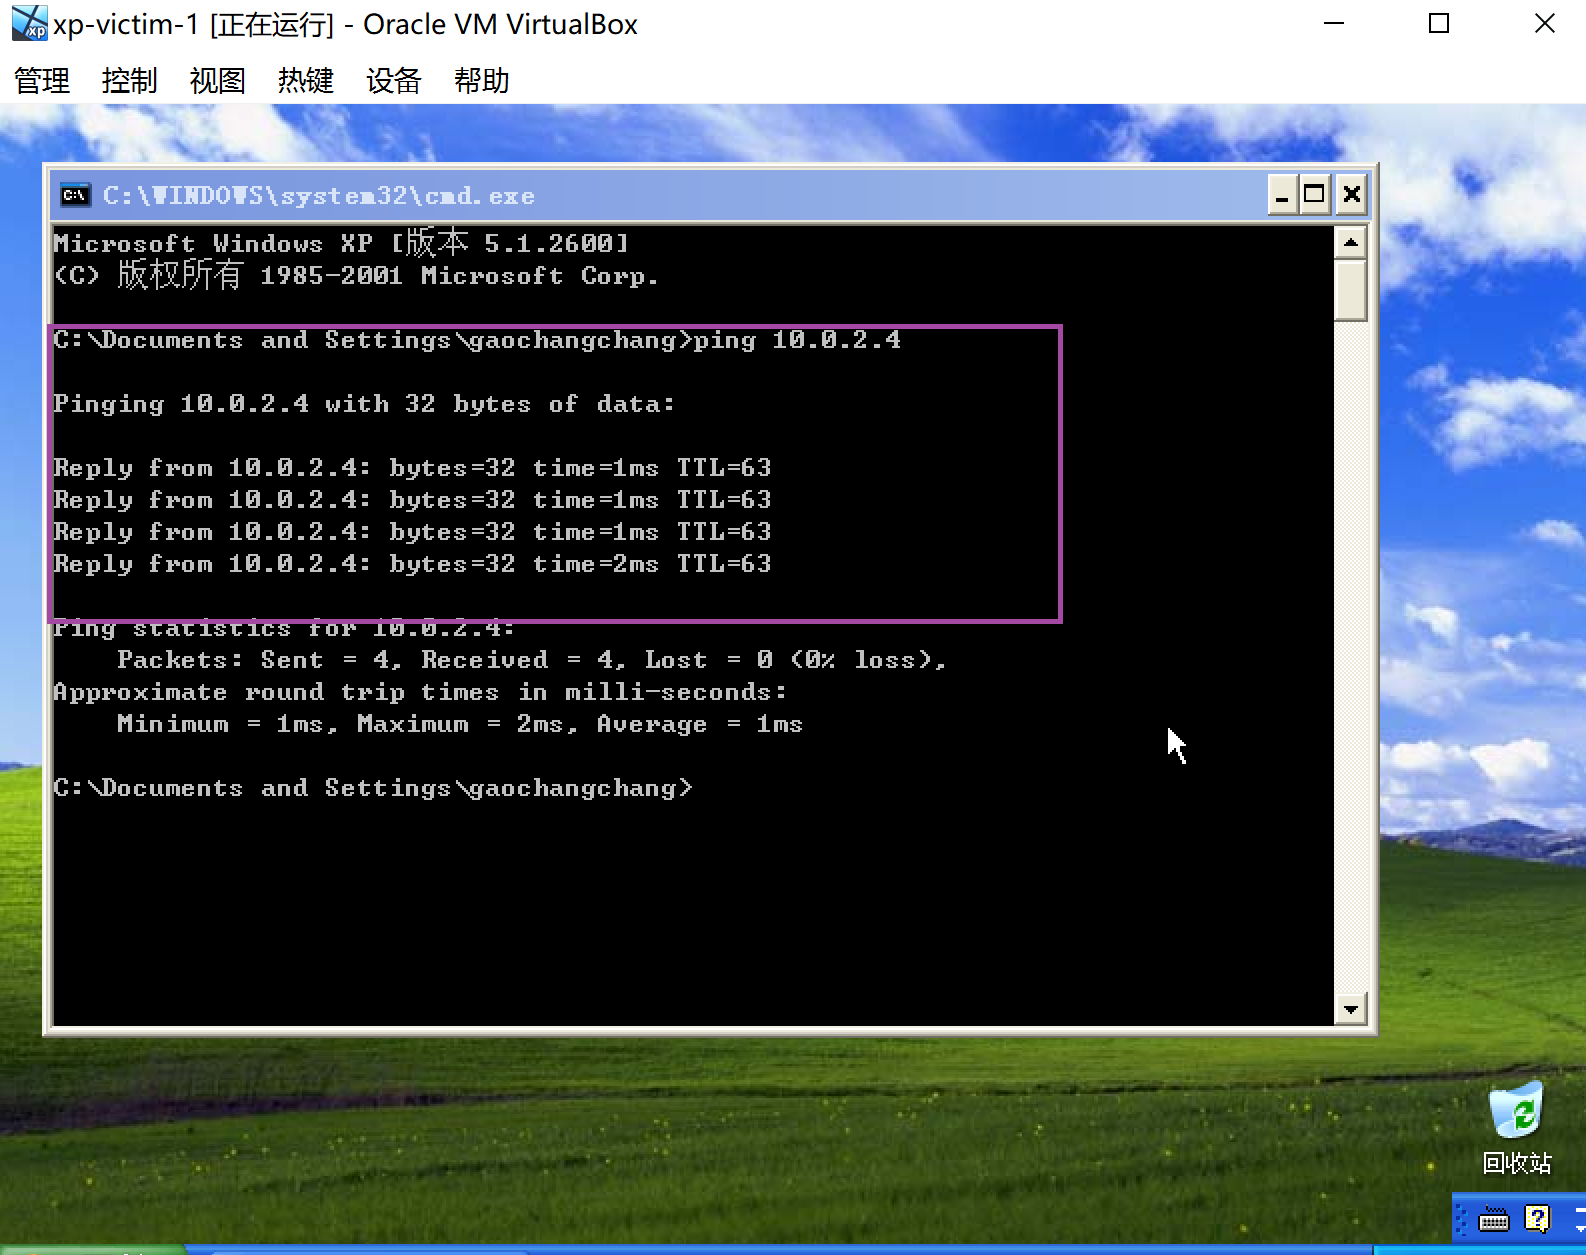 xp-victim-1 [正在运行] - Oracle VM VirtualBox
管理 控制 视图 热键 设备 帮助
C:\WINDOWS\system32\cmd.exe
Microsoft Windows XP [版本 5.1.2600]
(C) 版权所有 1985-2001 Microsoft Corp.
C:\Documents and Settings\gaochangchang>ping 10.0.2.4
Pinging 10.0.2.4 with 32 bytes of data:
Reply from 10.0.2.4: bytes=32 time=1ms TTL=63
Reply from 10.0.2.4: bytes=32 time=1ms TTL=63
Reply from 10.0.2.4: bytes=32 time=1ms TTL=63
Reply from 10.0.2.4: bytes=32 time=2ms TTL=63
Ping statistics for 10.0.2.4:
Packets: Sent = 4, Received = 4, Lost = 0 (0% loss),
Approximate round trip times in milli-seconds:
Minimum = 1ms, Maximum = 2ms, Average = 1ms
C:\Documents and Settings\gaochangchang>
回收站